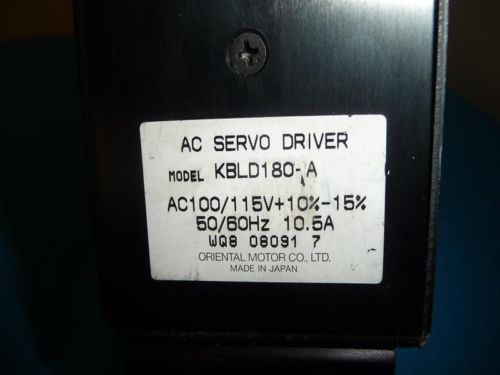 AC SERVO DRIVER
MODEL KBLD180-A
AC100/115V+10%-15%
50/60Hz 10.5A
WQ8 08091 7
ORIENTAL MOTOR CO., LTD.
MADE IN JAPAN